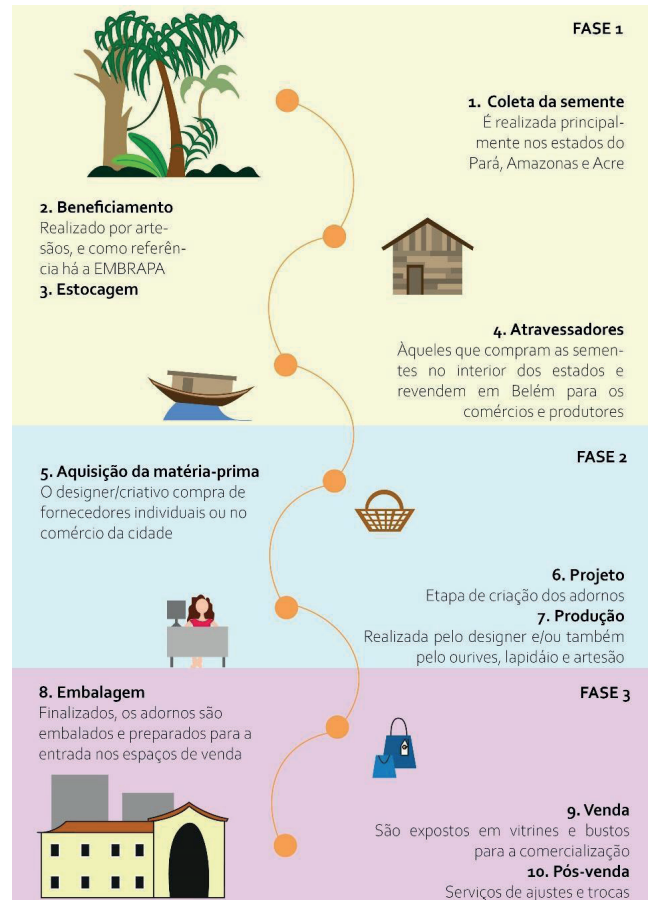 FASE 1
1. Coleta da semente
É realizada principal-
mente nos estados do
Pará, Amazonas e Acre
2. Beneficiamento
Realizado por arte-
sãos, e como referên-
cia há a EMBRAPA
3. Estocagem
4. Atravessadores
Àqueles que compram as semen-
tes no interior dos estados e
revendem em Belém para os
comércios e produtores
FASE 2
5. Aquisição da matéria-prima
O designer/criativo compra de
fornecedores individuais ou no
comércio da cidade
6. Projeto
Etapa de criação dos adornos
7. Produção
Realizada pelo designer e/ou também
pelo ourives, lapidáio e artesão
FASE 3
8. Embalagem
Finalizados, os adornos são
embalados e preparados para a
entrada nos espaços de venda
9. Venda
São expostos em vitrines e bustos
para a comercialização
10. Pós-venda
Serviços de ajustes e trocas